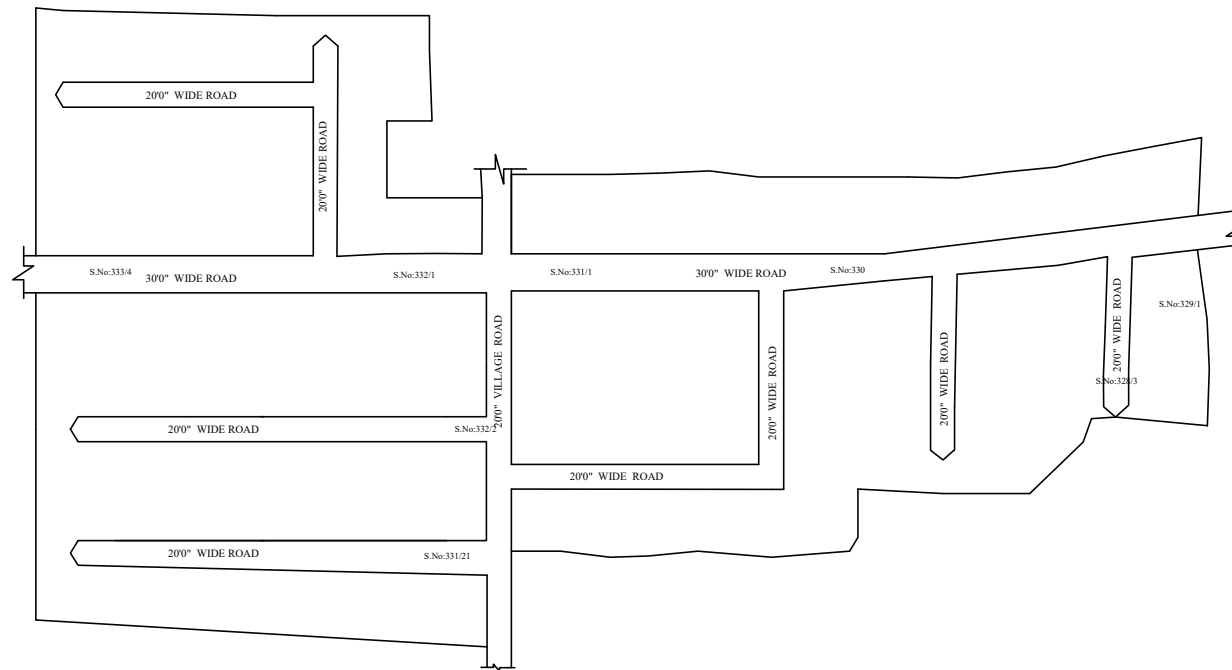 20'0" WIDE ROAD
20'0" WIDE ROAD
S.No:333/4
30'0" WIDE ROAD
S.No:332/1
S.No:331/1
30'0" WIDE ROAD
S.No:330
S.No:329/1
20'0" VILLAGE ROAD
20'0" WIDE ROAD
20'0" WIDE ROAD
20'0" WIDE ROAD
S.No:328/3
20'0" WIDE ROAD
S.No:332/2
20'0" WIDE ROAD
20'0" WIDE ROAD
S.No:331/21